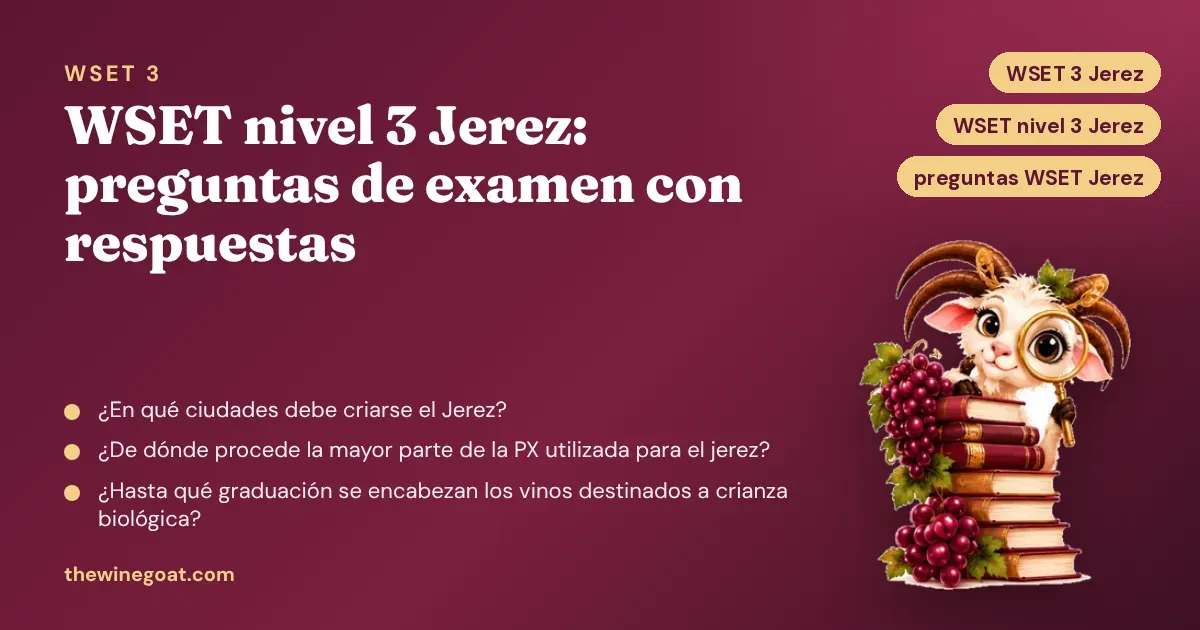 WSET 3
WSET nivel 3 Jerez:
preguntas de examen con
respuestas
WSET 3 Jerez
WSET nivel 3 Jerez
preguntas WSET Jerez
¿En qué ciudades debe criarse el Jerez?
¿De dónde procede la mayor parte de la PX utilizada para el jerez?
¿Hasta qué graduación se encabezan los vinos destinados a crianza
biológica?
thewinegoat.com